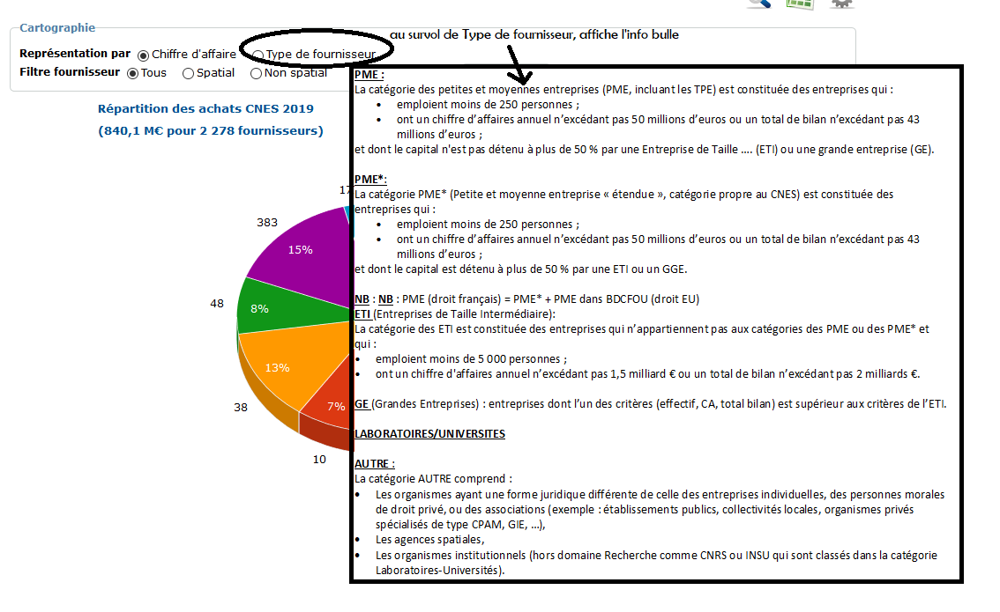 au survol de Type de fournisseur, affiche l'info bulle
Cartographie
Représentation par Chiffre d'affaire Type de fournisseur
Filtre fournisseur Tous Spatial Non spatial
Répartition des achats CNES 2019
(840,1 M€ pour 2 278 fournisseurs)
17
383
15%
48
8%
13%
38
7%
10
PME :
La catégorie des petites et moyennes entreprises (PME, incluant les TPE) est constituée des entreprises qui :
• emploient moins de 250 personnes ;
• ont un chiffre d’affaires annuel n’excédant pas 50 millions d’euros ou un total de bilan n’excédant pas 43
millions d’euros ;
et dont le capital n'est pas détenu à plus de 50 % par une Entreprise de Taille .... (ETI) ou une grande entreprise (GE).
PME*:
La catégorie PME* (Petite et moyenne entreprise « étendue », catégorie propre au CNES) est constituée des
entreprises qui :
• emploient moins de 250 personnes ;
• ont un chiffre d’affaires annuel n’excédant pas 50 millions d’euros ou un total de bilan n’excédant pas 43
millions d’euros ;
et dont le capital est détenu à plus de 50 % par une ETI ou un GGE.
NB : NB : PME (droit français) = PME* + PME dans BDCFOU (droit EU)
ETI (Entreprises de Taille Intermédiaire):
La catégorie des ETI est constituée des entreprises qui n’appartiennent pas aux catégories des PME ou des PME* et
qui :
• emploient moins de 5 000 personnes ;
• ont un chiffre d'affaires annuel n’excédant pas 1,5 milliard € ou un total de bilan n’excédant pas 2 milliards €.
GE (Grandes Entreprises) : entreprises dont l’un des critères (effectif, CA, total bilan) est supérieur aux critères de l’ETI.
LABORATOIRES/UNIVERSITES
AUTRE :
La catégorie AUTRE comprend :
• Les organismes ayant une forme juridique différente de celle des entreprises individuelles, des personnes morales
de droit privé, ou des associations (exemple : établissements publics, collectivités locales, organismes privés
spécialisés de type CPAM, GIE, …),
• Les agences spatiales,
• Les organismes institutionnels (hors domaine Recherche comme CNRS ou INSU qui sont classés dans la catégorie
Laboratoires-Universités).